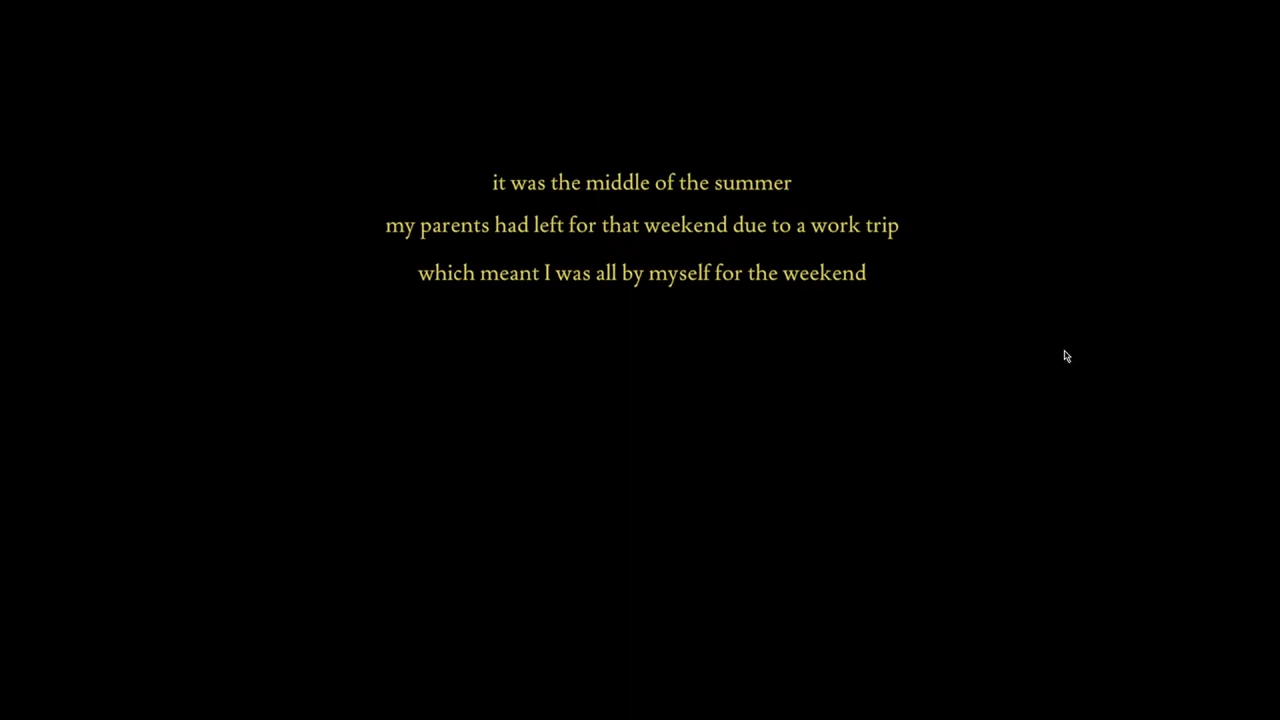 it was the middle of the summer
my parents had left for that weekend due to a work trip
which meant I was all by myself for the weekend